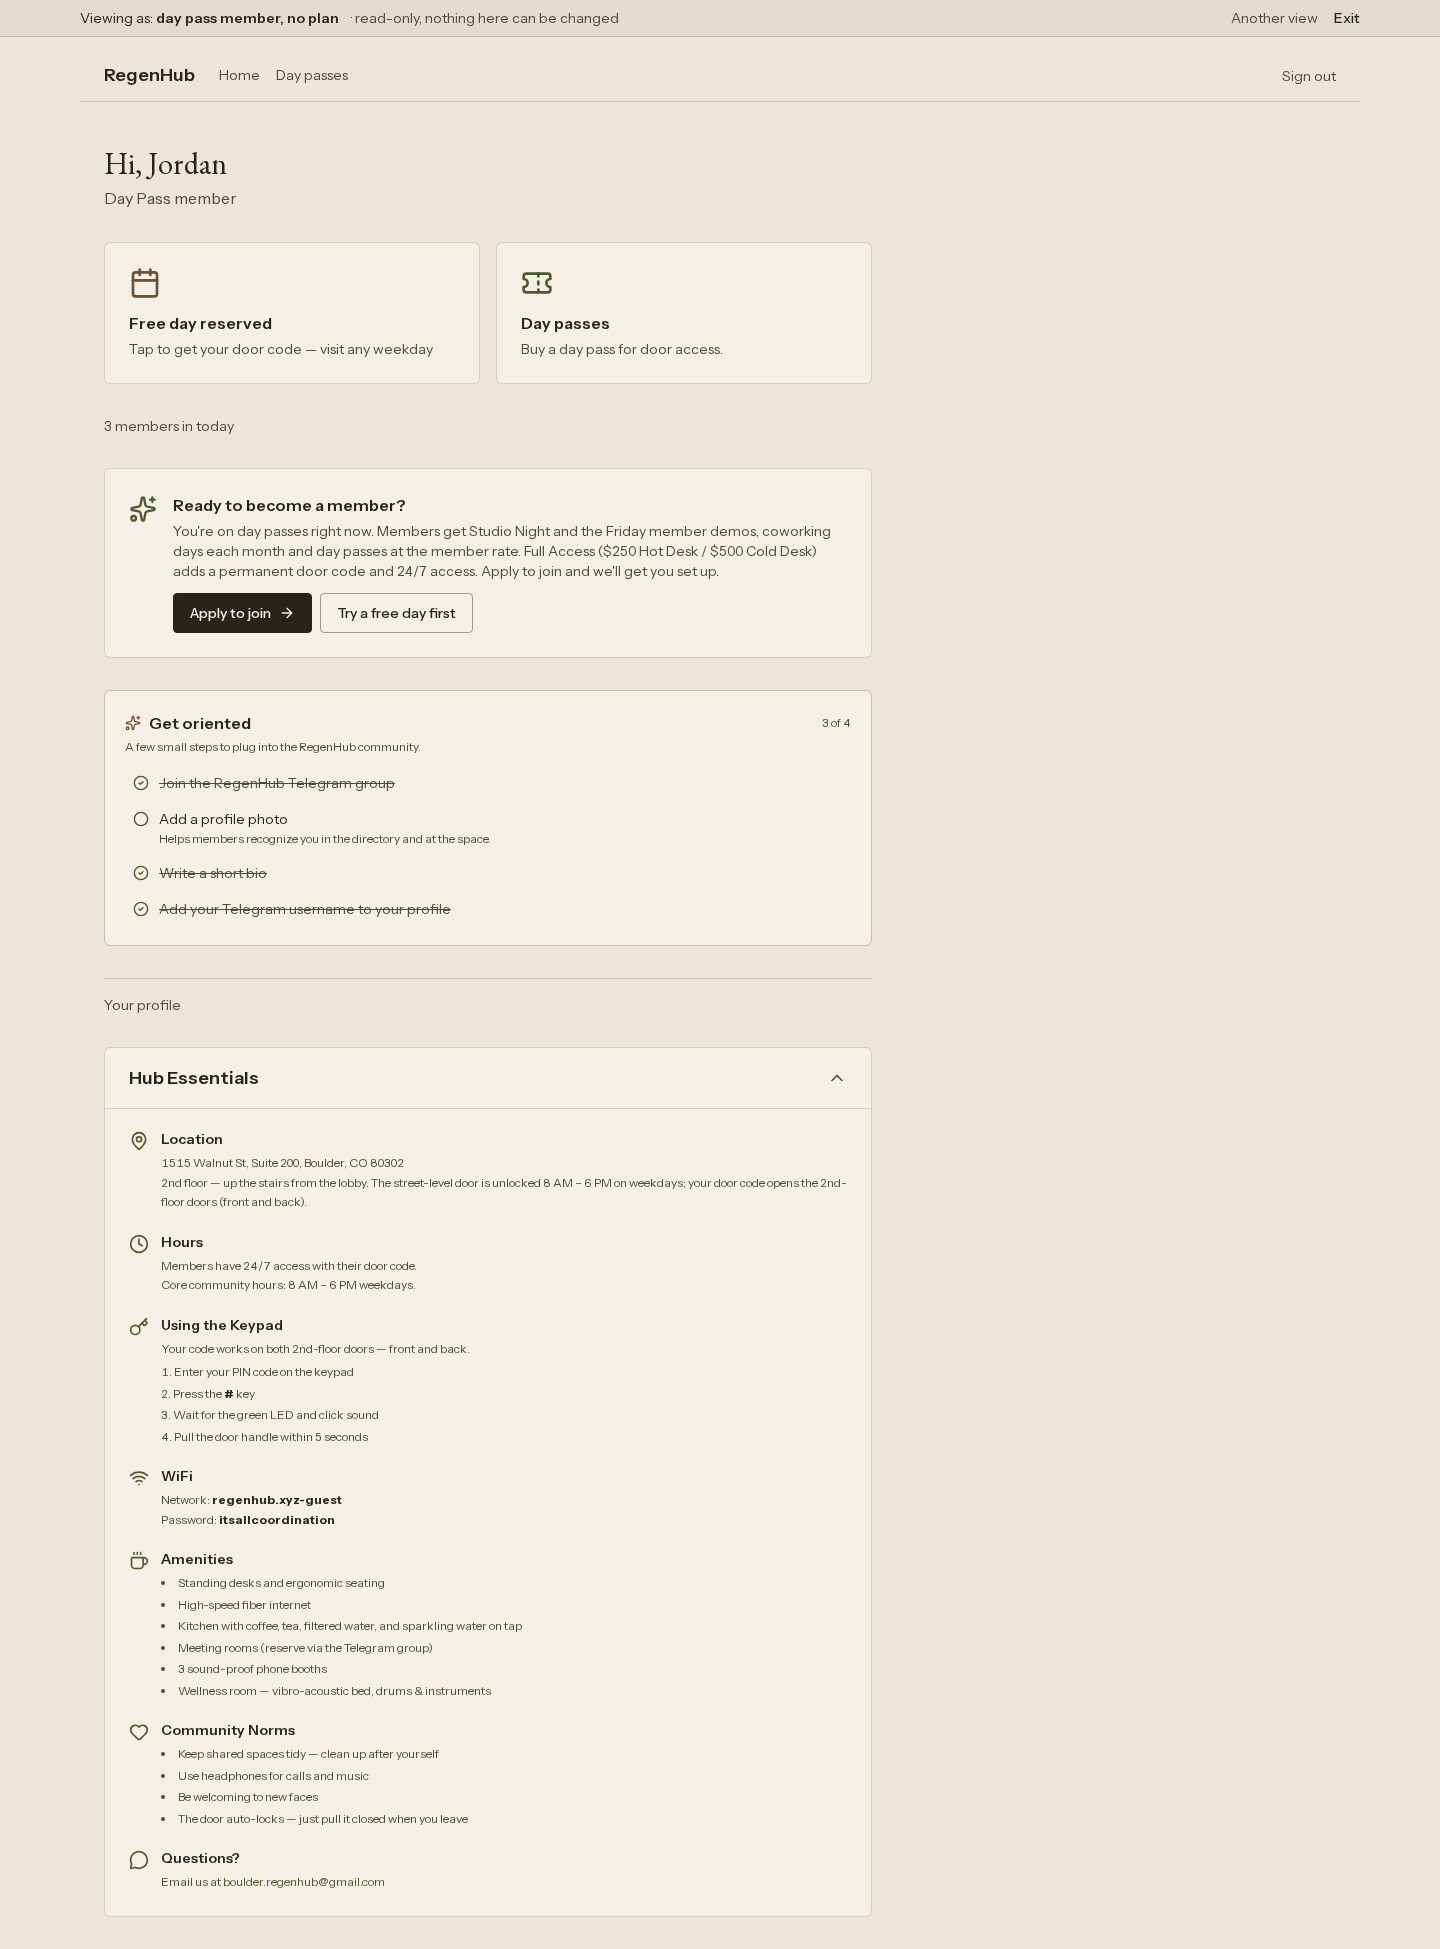 Viewing as: day pass member, no plan · read-only, nothing here can be changed
Another view Exit
RegenHub Home Day passes Sign out
Hi, Jordan
Day Pass member
Free day reserved
Tap to get your door code — visit any weekday
Day passes
Buy a day pass for door access.
3 members in today
Ready to become a member?
You're on day passes right now. Members get Studio Night and the Friday member demos, coworking
days each month and day passes at the member rate. Full Access ($250 Hot Desk / $500 Cold Desk)
adds a permanent door code and 24/7 access. Apply to join and we'll get you set up.
Apply to join → Try a free day first
Get oriented 3 of 4
A few small steps to plug into the RegenHub community.
Join the RegenHub Telegram group
Add a profile photo
Helps members recognize you in the directory and at the space.
Write a short bio
Add your Telegram username to your profile
Your profile
Hub Essentials
Location
1515 Walnut St, Suite 200, Boulder, CO 80302
2nd floor — up the stairs from the lobby. The street-level door is unlocked 8 AM – 6 PM on weekdays; your door code opens the 2nd-
floor doors (front and back).
Hours
Members have 24/7 access with their door code.
Core community hours: 8 AM – 6 PM weekdays.
Using the Keypad
Your code works on both 2nd-floor doors — front and back.
1. Enter your PIN code on the keypad
2. Press the # key
3. Wait for the green LED and click sound
4. Pull the door handle within 5 seconds
WiFi
Network: regenhub.xyz-guest
Password: itsallcoordination
Amenities
• Standing desks and ergonomic seating
• High-speed fiber internet
• Kitchen with coffee, tea, filtered water, and sparkling water on tap
• Meeting rooms (reserve via the Telegram group)
• 3 sound-proof phone booths
• Wellness room — vibro-acoustic bed, drums & instruments
Community Norms
• Keep shared spaces tidy — clean up after yourself
• Use headphones for calls and music
• Be welcoming to new faces
• The door auto-locks — just pull it closed when you leave
Questions?
Email us at boulder.regenhub@gmail.com